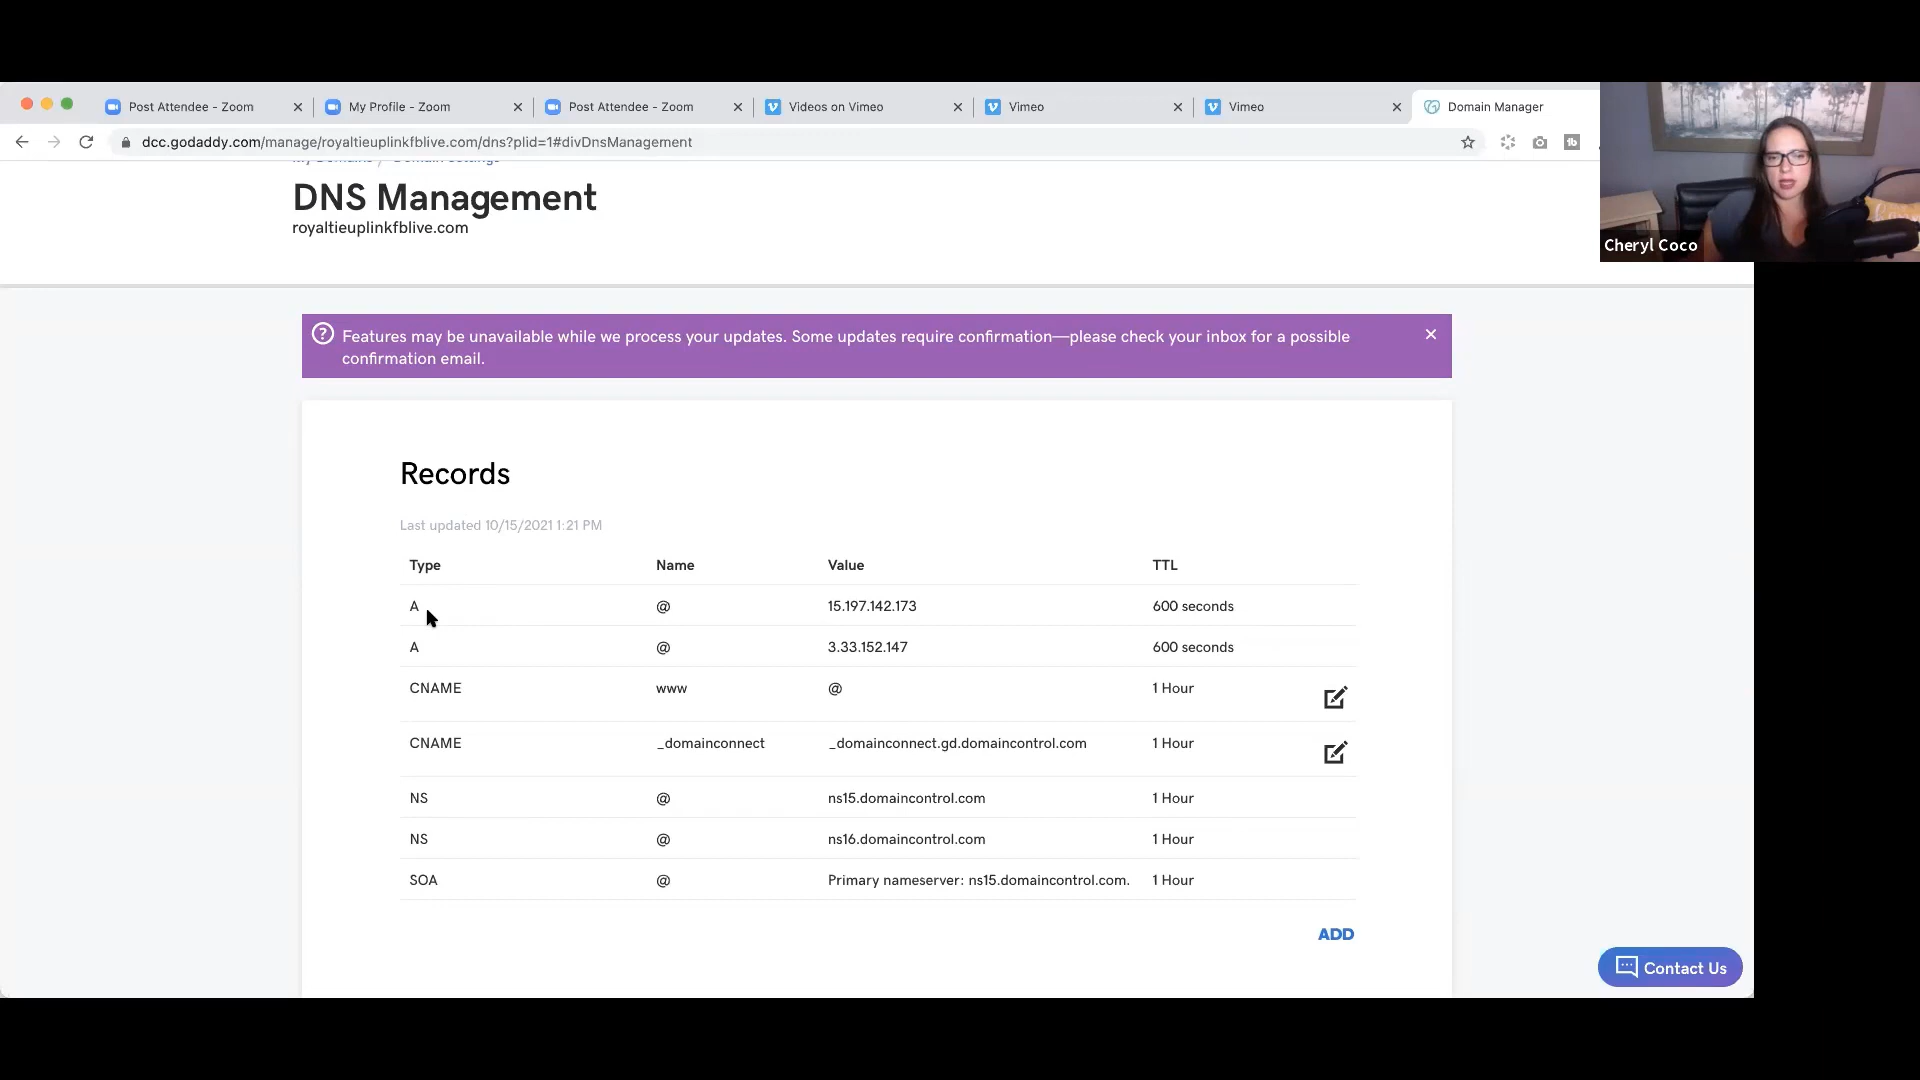 Post Attendee - Zoom
My Profile - Zoom
Post Attendee - Zoom
Videos on Vimeo
Vimeo
Vimeo
Domain Manager
dcc.godaddy.com/manage/royaltieuplinkfblive.com/dns?plid=1#divDnsManagement
Cheryl Coco
My Domains / Domain Settings
DNS Management
royaltieuplinkfblive.com
Features may be unavailable while we process your updates. Some updates require confirmation—please check your inbox for a possible
confirmation email.
Records
Last updated 10/15/2021 1:21 PM
Type Name Value TTL
A @ 15.197.142.173 600 seconds
A @ 3.33.152.147 600 seconds
CNAME www @ 1 Hour
CNAME _domainconnect _domainconnect.gd.domaincontrol.com 1 Hour
NS @ ns15.domaincontrol.com 1 Hour
NS @ ns16.domaincontrol.com 1 Hour
SOA @ Primary nameserver: ns15.domaincontrol.com. 1 Hour
ADD
Contact Us